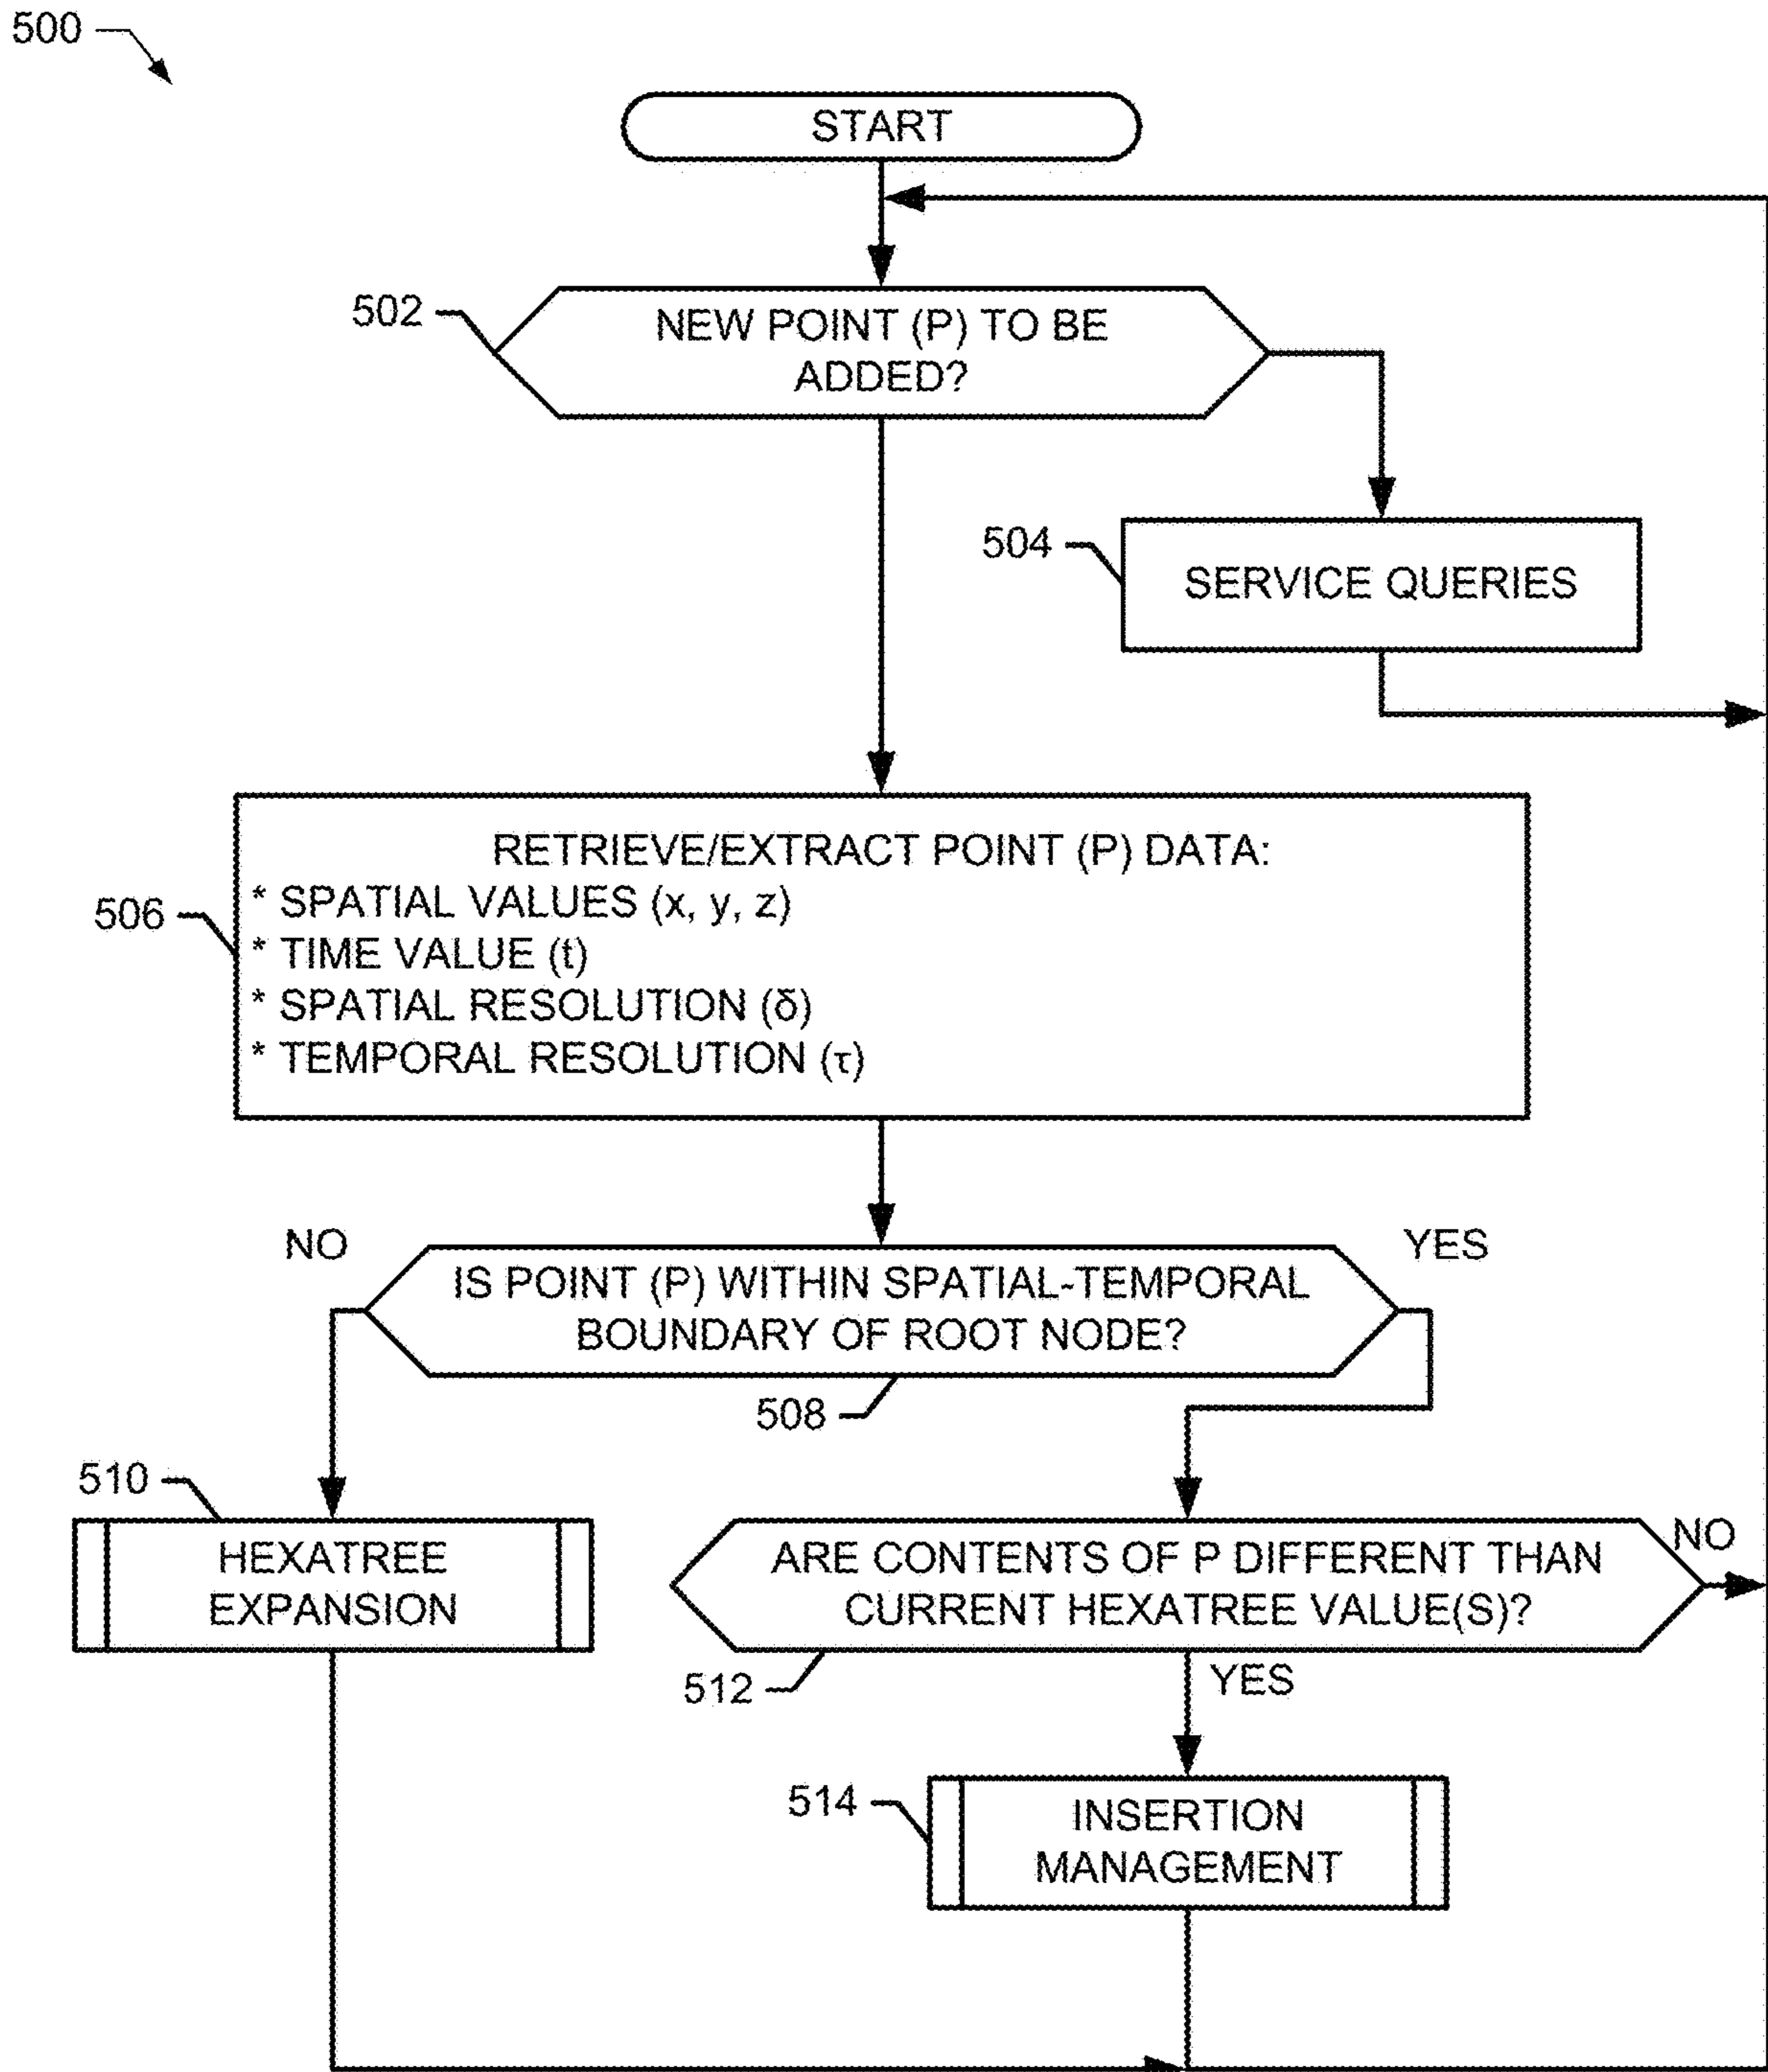 500
START
502
NEW POINT (P) TO BE
ADDED?
504
SERVICE QUERIES
506
RETRIEVE/EXTRACT POINT (P) DATA:
* SPATIAL VALUES (x, y, z)
* TIME VALUE (t)
* SPATIAL RESOLUTION (δ)
* TEMPORAL RESOLUTION (τ)
NO
YES
IS POINT (P) WITHIN SPATIAL-TEMPORAL
BOUNDARY OF ROOT NODE?
508
510
HEXATREE
EXPANSION
ARE CONTENTS OF P DIFFERENT THAN
CURRENT HEXATREE VALUE(S)?
NO
512
YES
514
INSERTION
MANAGEMENT